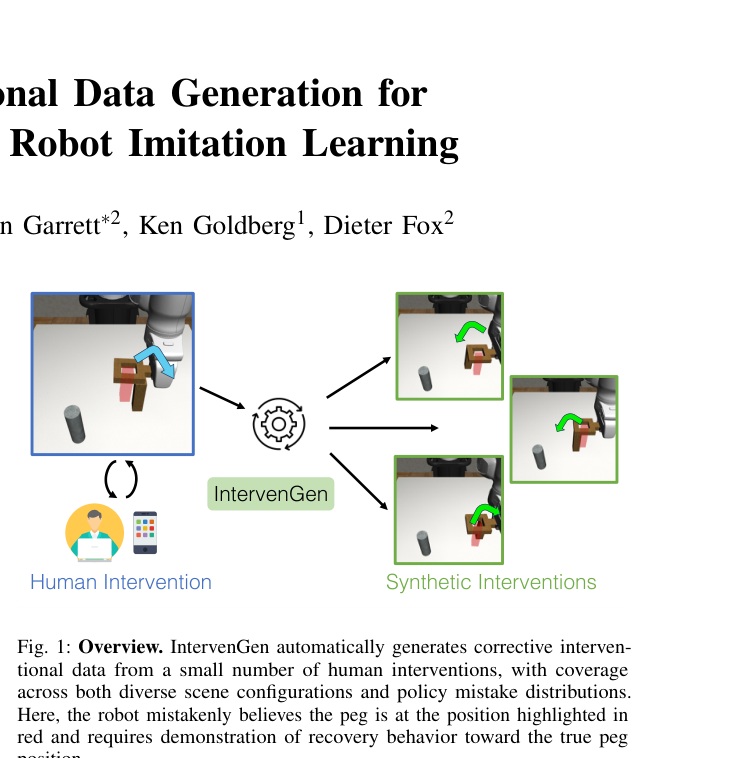 onal Data Generation for
Robot Imitation Learning
n Garrett*2, Ken Goldberg1, Dieter Fox2
IntervenGen
Human Intervention
Synthetic Interventions
Fig. 1: Overview. IntervenGen automatically generates corrective interven-
tional data from a small number of human interventions, with coverage
across both diverse scene configurations and policy mistake distributions.
Here, the robot mistakenly believes the peg is at the position highlighted in
red and requires demonstration of recovery behavior toward the true peg
position.